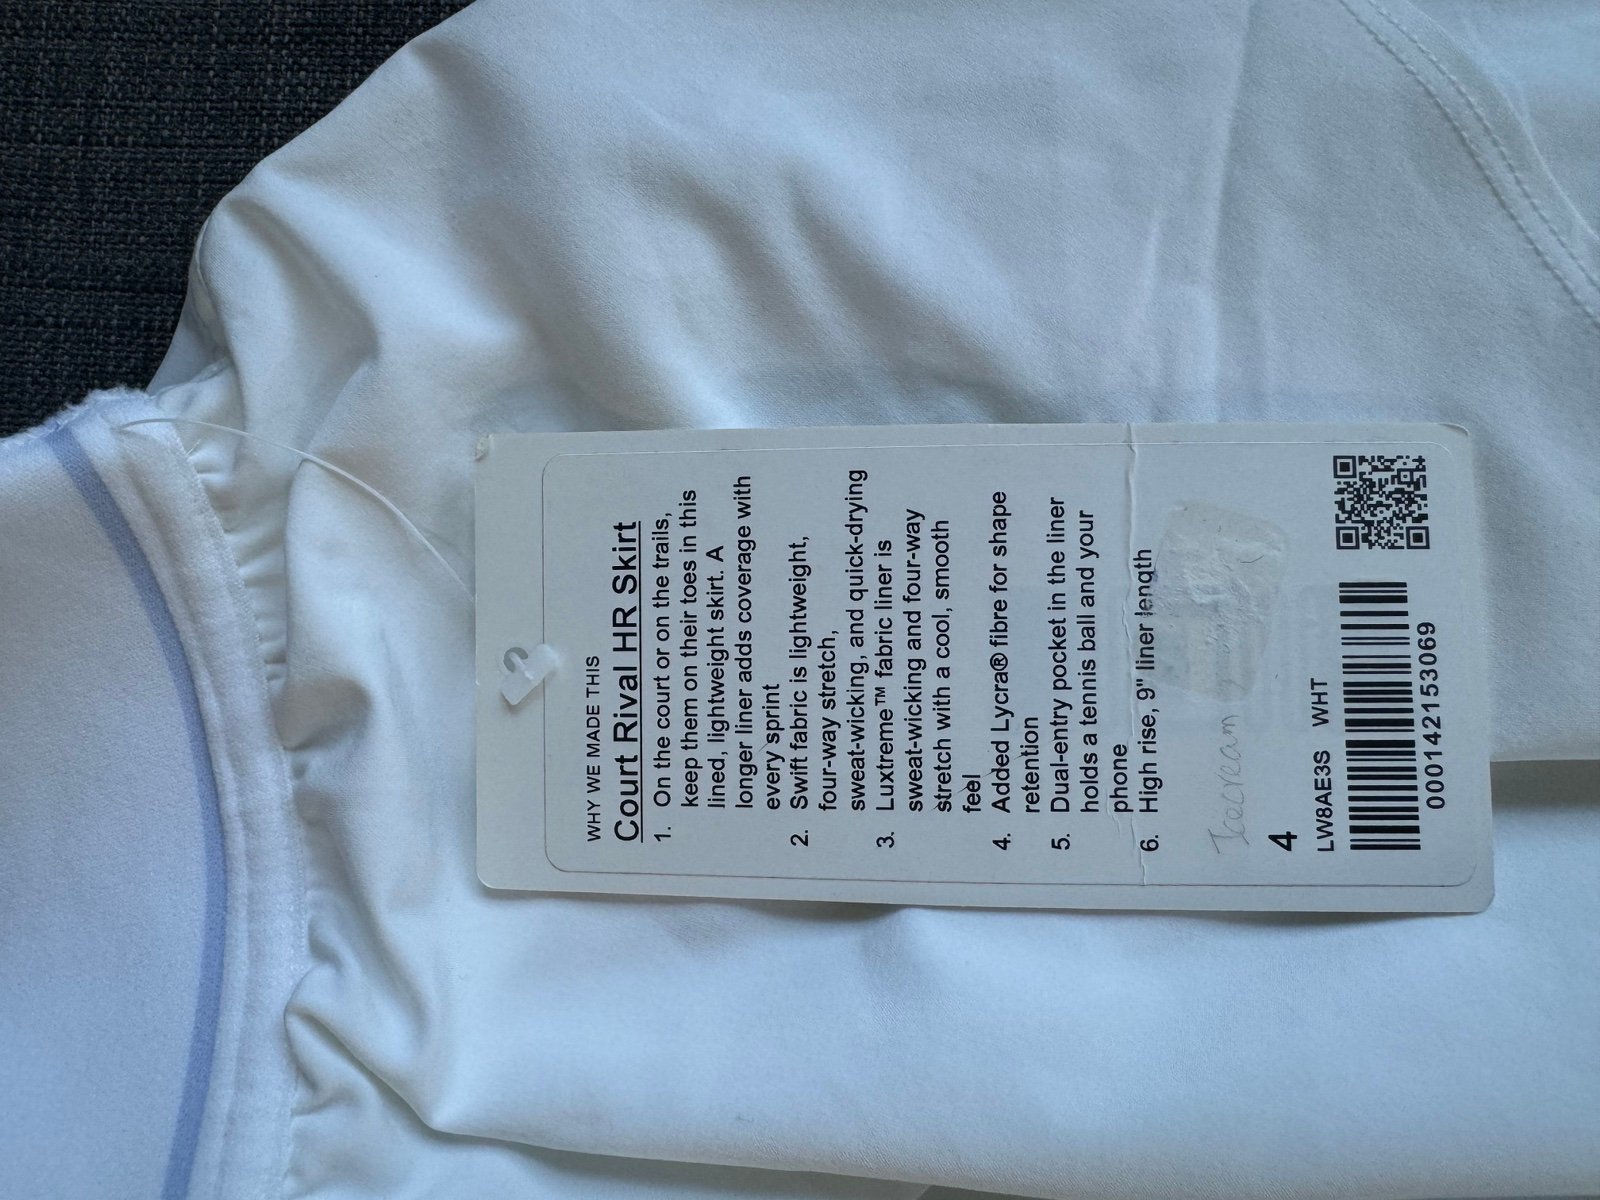 WHY WE MADE THIS
Court Rival HR Skirt
1. On the court or on the trails,
keep them on their toes in this
lined, lightweight skirt. A
longer liner adds coverage with
every sprint
2. Swift fabric is lightweight,
four-way stretch,
sweat-wicking, and quick-drying
3. Luxtreme™ fabric liner is
sweat-wicking and four-way
stretch with a cool, smooth
feel
4. Added Lycra® fibre for shape
retention
5. Dual-entry pocket in the liner
holds a tennis ball and your
phone
6. High rise, 9" liner length
Icecream
4
LW8AE3S WHT
000142153069